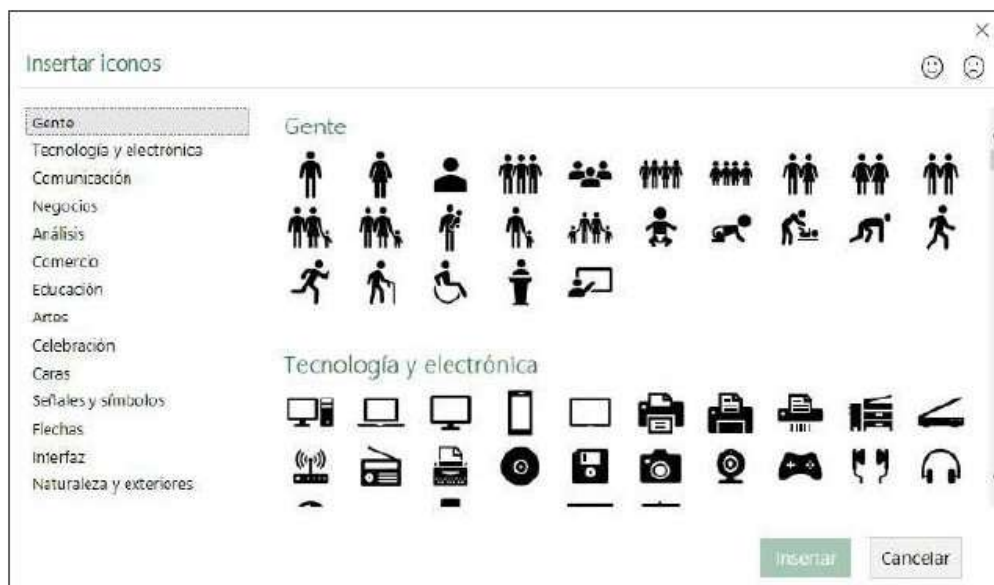 Insertar iconos
Gente
Tecnología y electrónica
Comunicación
Negocios
Análisis
Comercio
Educación
Artes
Celebración
Caras
Señales y símbolos
Flechas
Interfaz
Naturaleza y exteriores
Gente
Tecnología y electrónica
Insertar
Cancelar